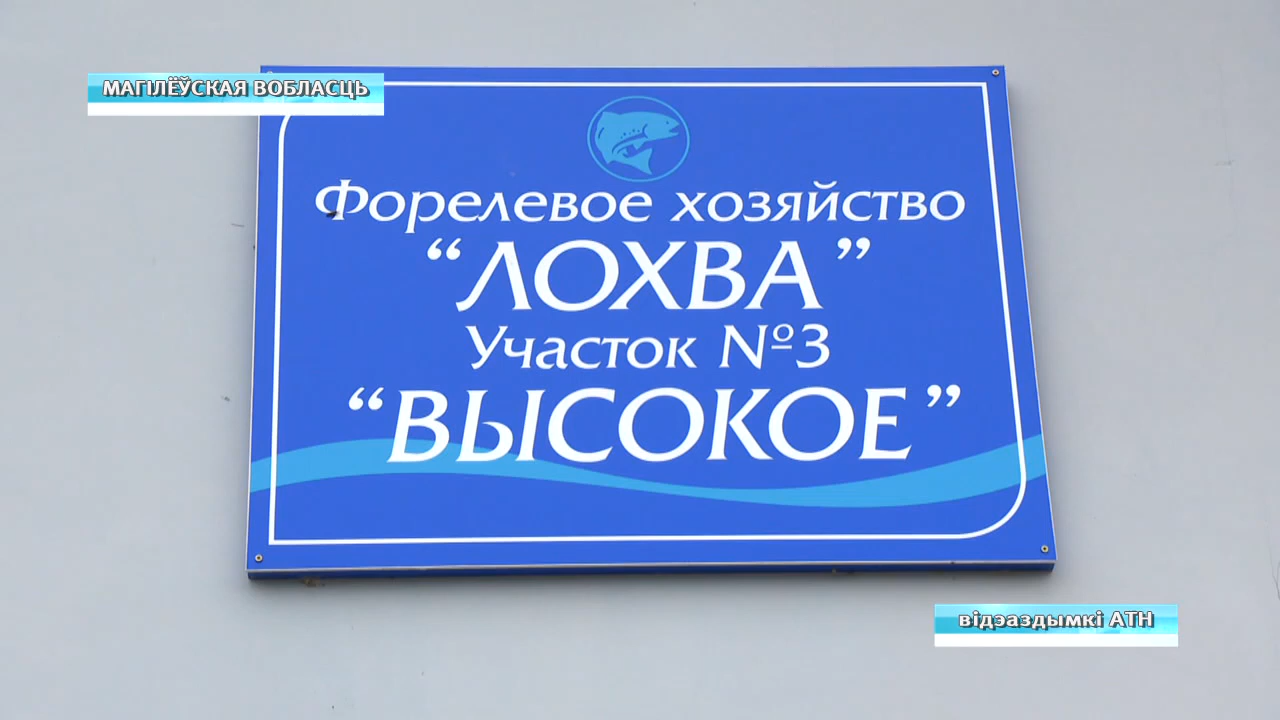 МАГІЛЁЎСКАЯ ВОБЛАСЦЬ
Форелевое хозяйство
“ЛОХВА”
Участок №3
“ВЫСОКОЕ”
відэаздымкі АТН